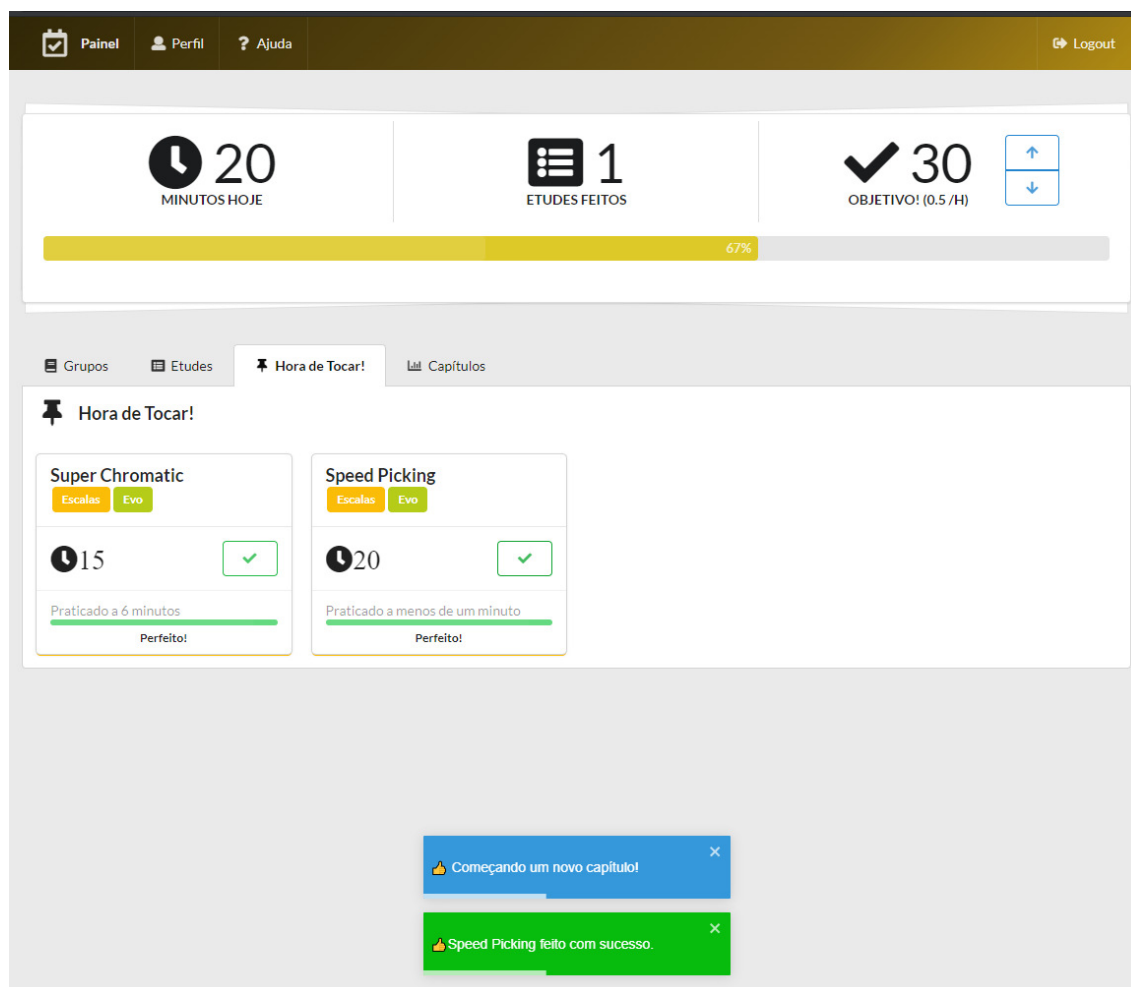 Painel Perfil ? Ajuda Logout
20 1 30
MINUTOS HOJE ETUDES FEITOS OBJETIVO! (0.5 /H)
67%
Grupos Etudes Hora de Tocar! Capítulos
Hora de Tocar!
Super Chromatic
Escalas Evo
15
Praticado a 6 minutos
Perfeito!
Speed Picking
Escalas Evo
20
Praticado a menos de um minuto
Perfeito!
Começando um novo capítulo!
Speed Picking feito com sucesso.